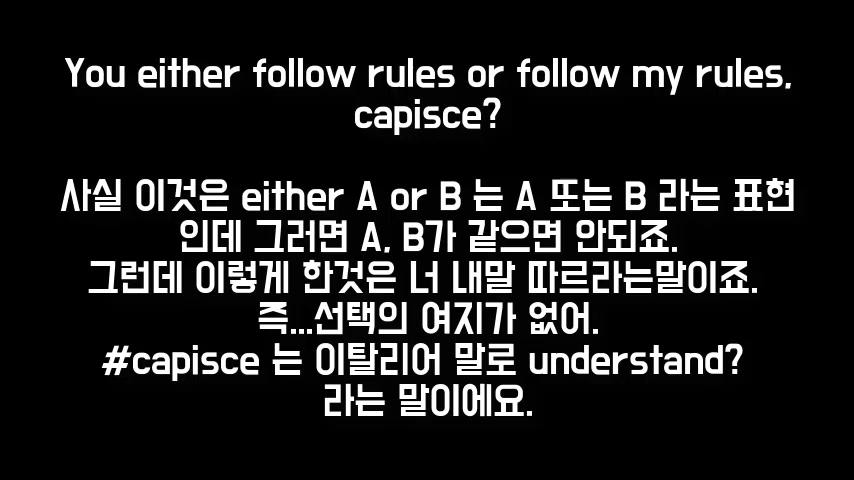 You either follow rules or follow my rules,
capisce?
사실 이것은 either A or B 는 A 또는 B 라는 표현
인데 그러면 A, B가 같으면 안되죠.
그런데 이렇게 한것은 너 내말 따르라는말이죠.
즉...선택의 여지가 없어.
#capisce 는 이탈리어 말로 understand?
라는 말이에요.